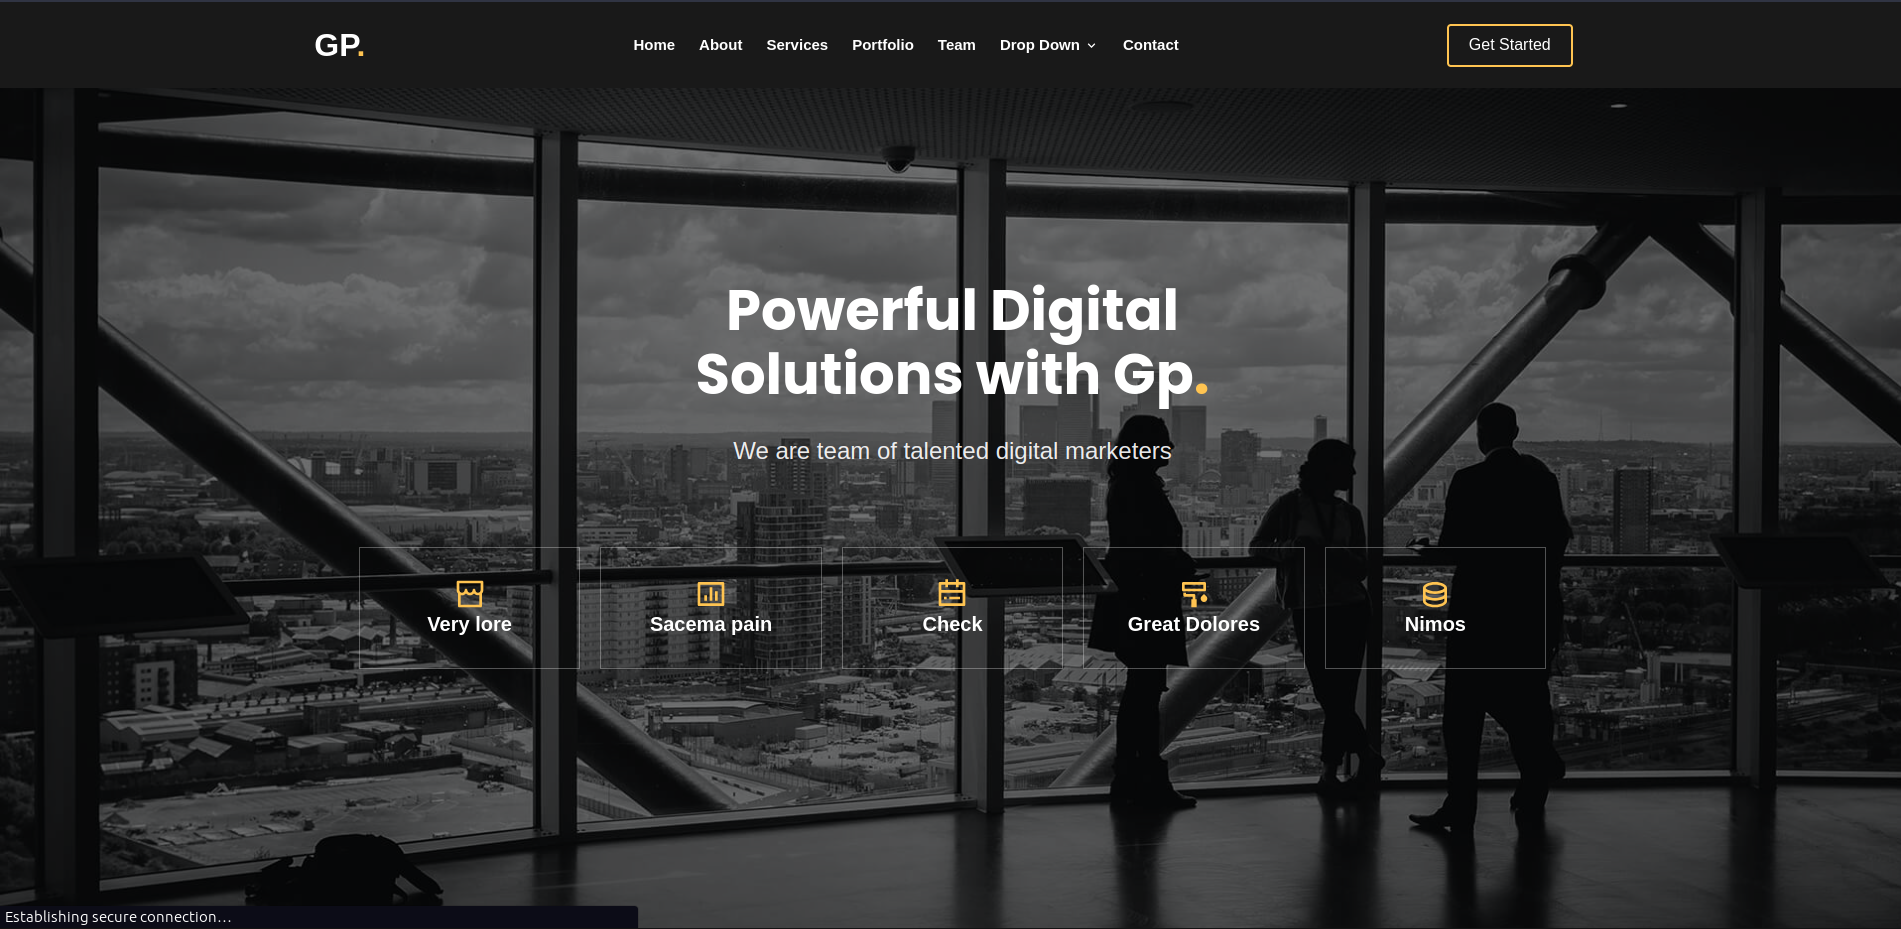 GP.
Home About Services Portfolio Team Drop Down Contact
Get Started
Powerful Digital
Solutions with Gp.
We are team of talented digital marketers
Very lore
Sacema pain
Check
Great Dolores
Nimos
Establishing secure connection…